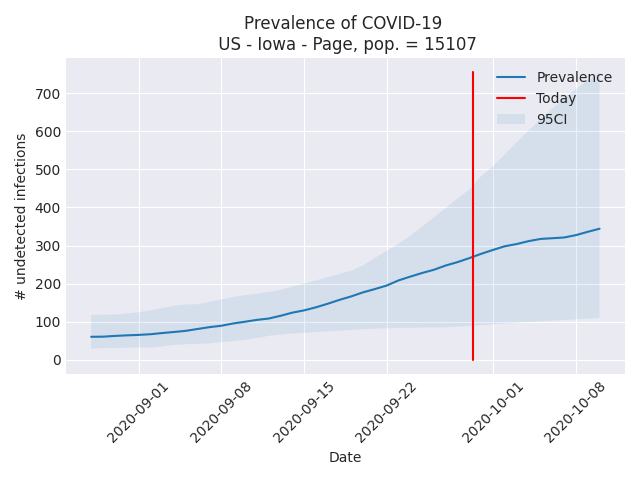 Prevalence of COVID-19
US - Iowa - Page, pop. = 15107
Prevalence
Today
95CI
700
600
500
400
300
200
100
0
# undetected infections
2020-09-01
2020-09-08
2020-09-15
2020-09-22
2020-10-01
2020-10-08
Date